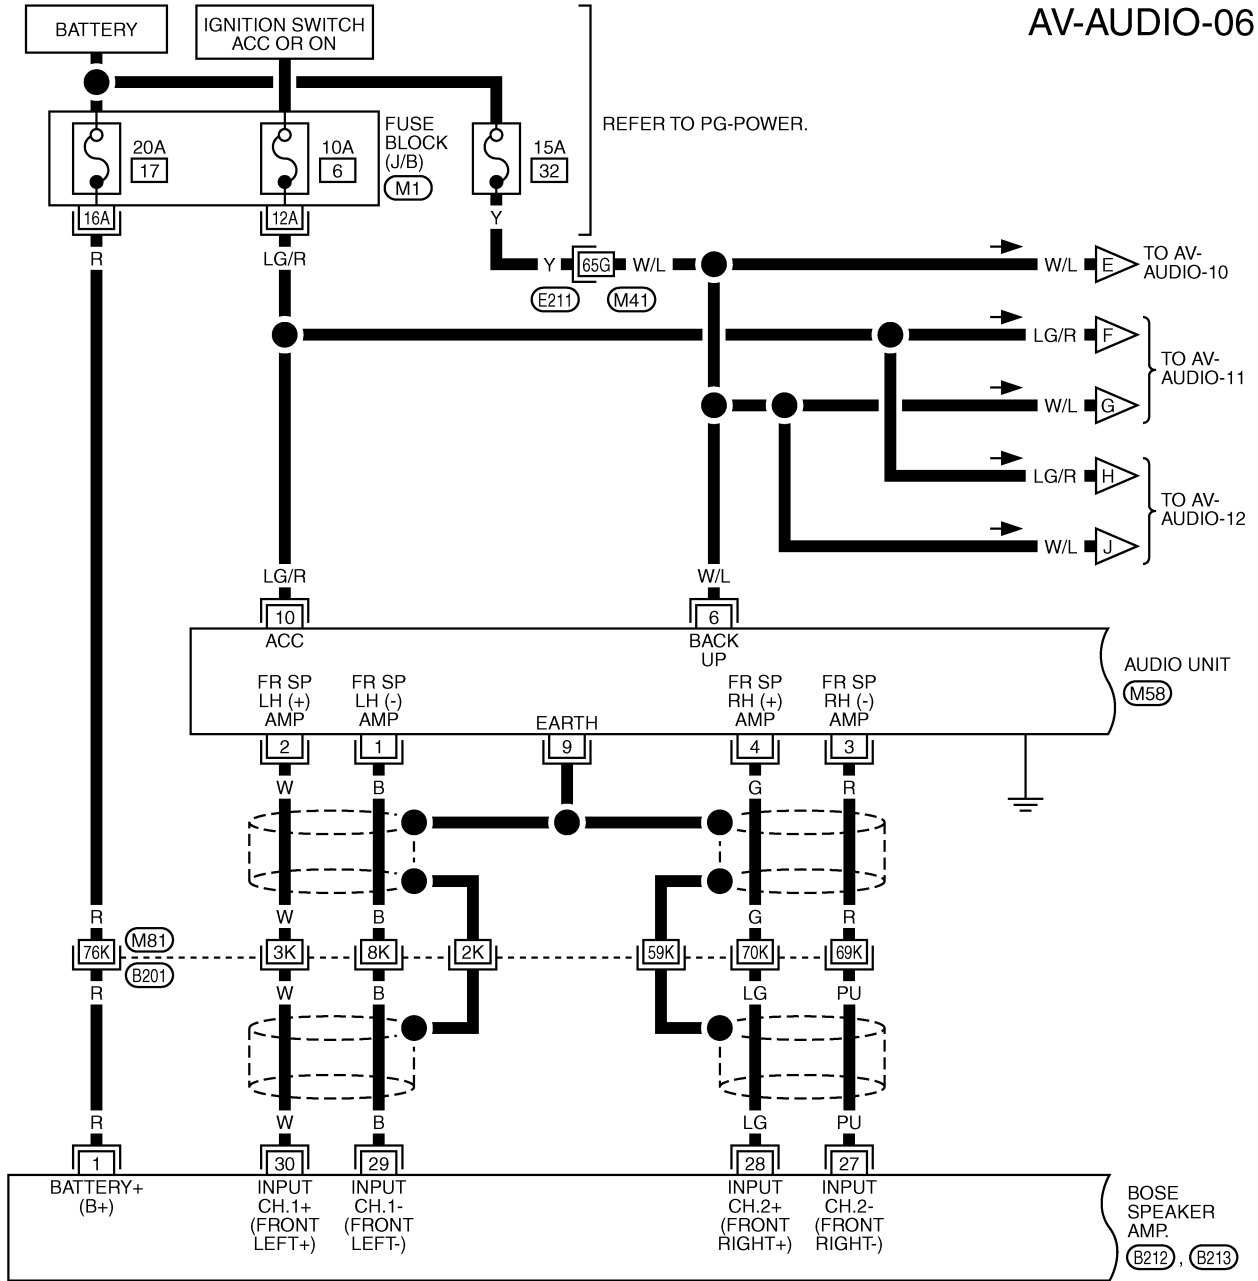 AV-AUDIO-06
BATTERY
IGNITION SWITCH
ACC OR ON
REFER TO PG-POWER.
20A
17
10A
6
FUSE
BLOCK
(J/B)
M1
15A
32
16A
12A
Y
R
LG/R
Y
65G
W/L
E211
M41
W/L
E
TO AV-
AUDIO-10
LG/R
F
TO AV-
AUDIO-11
W/L
G
LG/R
H
TO AV-
AUDIO-12
W/L
J
LG/R
W/L
10
6
ACC
BACK
UP
AUDIO UNIT
M58
FR SP
LH (+)
AMP
FR SP
LH (-)
AMP
EARTH
FR SP
RH (+)
AMP
FR SP
RH (-)
AMP
2
1
9
4
3
W
B
G
R
R
W
B
G
R
76K
M81
B201
3K
8K
2K
59K
70K
69K
R
W
B
LG
PU
R
W
B
LG
PU
1
30
29
28
27
BATTERY+
(B+)
INPUT
CH.1+
(FRONT
LEFT+)
INPUT
CH.1-
(FRONT
LEFT-)
INPUT
CH.2+
(FRONT
RIGHT+)
INPUT
CH.2-
(FRONT
RIGHT-)
BOSE
SPEAKER
AMP.
B212 , B213